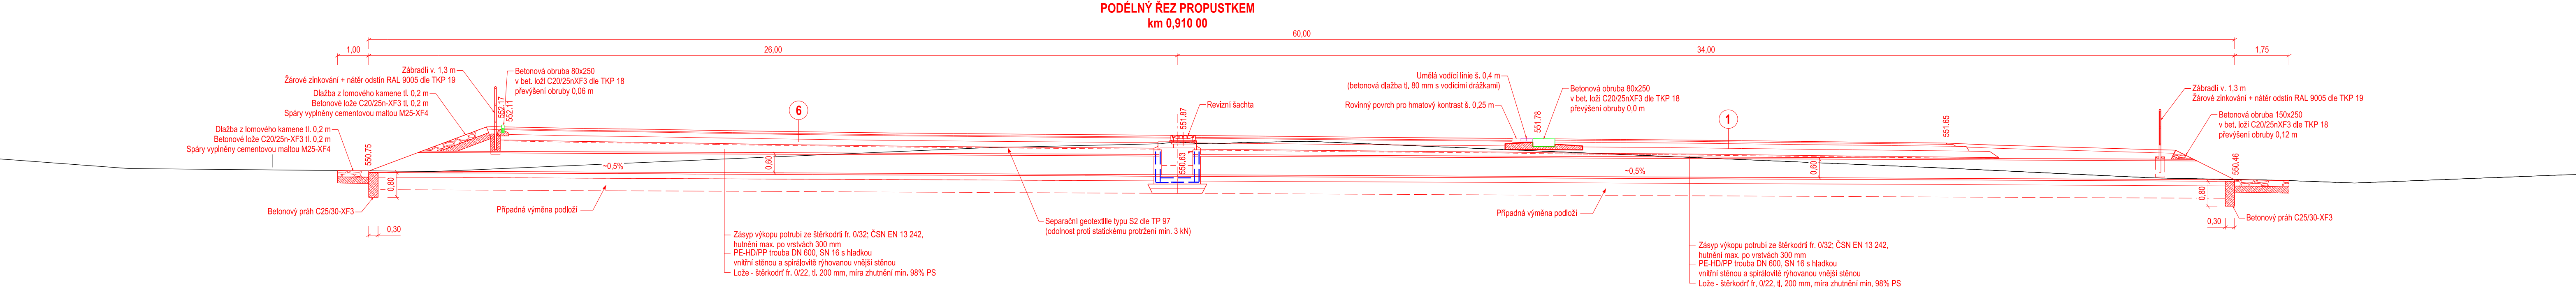 PODÉLNÝ ŘEZ PROPUSTKEM
km 0,910 00
60,00
1,00
26,00
34,00
1,75
Zábradlí v. 1,3 m
Žárové zinkování + nátěr odstín RAL 9005 dle TKP 19
Dlažba z lomového kamene tl. 0,2 m
Betonové lože C20/25n-XF3 tl. 0,2 m
Spáry vyplněny cementovou maltou M25-XF4
Dlažba z lomového kamene tl. 0,2 m
Betonové lože C20/25n-XF3 tl. 0,2 m
Spáry vyplněny cementovou maltou M25-XF4
Betonová obruba 80x250
v bet. loži C20/25nXF3 dle TKP 18
převýšení obruby 0,06 m
552,17
552,11
550,75
6
0,80
~0,5%
0,60
Betonový práh C25/30-XF3
0,30
Případná výměna podloží
Zásyp výkopu potrubí ze štěrkodrti fr. 0/32; ČSN EN 13 242,
hutnění max. po vrstvách 300 mm
PE-HD/PP trouba DN 600, SN 16 s hladkou
vnitřní stěnou a spirálovitě rýhovanou vnější stěnou
Lože - štěrkodrť fr. 0/22, tl. 200 mm, míra zhutnění min. 98% PS
Separační geotextilie typu S2 dle TP 97
(odolnost proti statickému protržení min. 3 kN)
551,87
Revizní šachta
550,63
Umělá vodící linie š. 0,4 m
(betonová dlažba tl. 80 mm s vodícími drážkami)
Rovinný povrch pro hmatový kontrast š. 0,25 m
551,78
Betonová obruba 80x250
v bet. loži C20/25nXF3 dle TKP 18
převýšení obruby 0,0 m
1
551,65
~0,5%
0,60
Případná výměna podloží
Zásyp výkopu potrubí ze štěrkodrti fr. 0/32; ČSN EN 13 242,
hutnění max. po vrstvách 300 mm
PE-HD/PP trouba DN 600, SN 16 s hladkou
vnitřní stěnou a spirálovitě rýhovanou vnější stěnou
Lože - štěrkodrť fr. 0/22, tl. 200 mm, míra zhutnění min. 98% PS
Zábradlí v. 1,3 m
Žárové zinkování + nátěr odstín RAL 9005 dle TKP 19
Betonová obruba 150x250
v bet. loži C20/25nXF3 dle TKP 18
převýšení obruby 0,12 m
550,46
0,80
Betonový práh C25/30-XF3
0,30